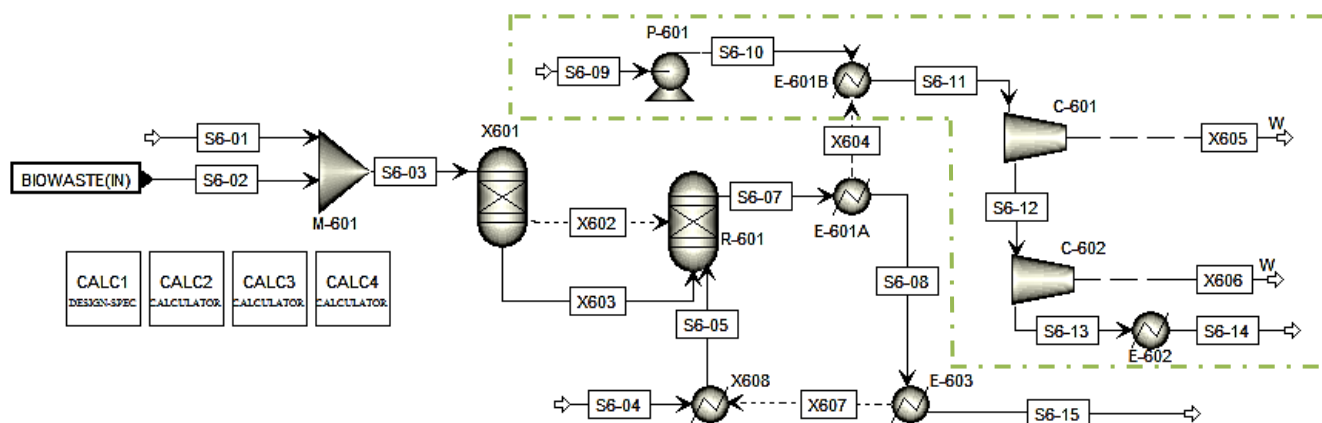 P-601
S6-10
S6-09
E-601B
S6-11
C-601
X605
W
S6-01
X601
X604
BIOWASTE(IN)
S6-02
S6-03
M-601
S6-07
E-601A
S6-12
X602
R-601
C-602
X606
W
CALC1
DESIGN-SPEC
CALC2
CALCULATOR
CALC3
CALCULATOR
CALC4
CALCULATOR
X603
S6-08
S6-05
S6-13
S6-14
E-602
S6-04
X608
X607
E-603
S6-15